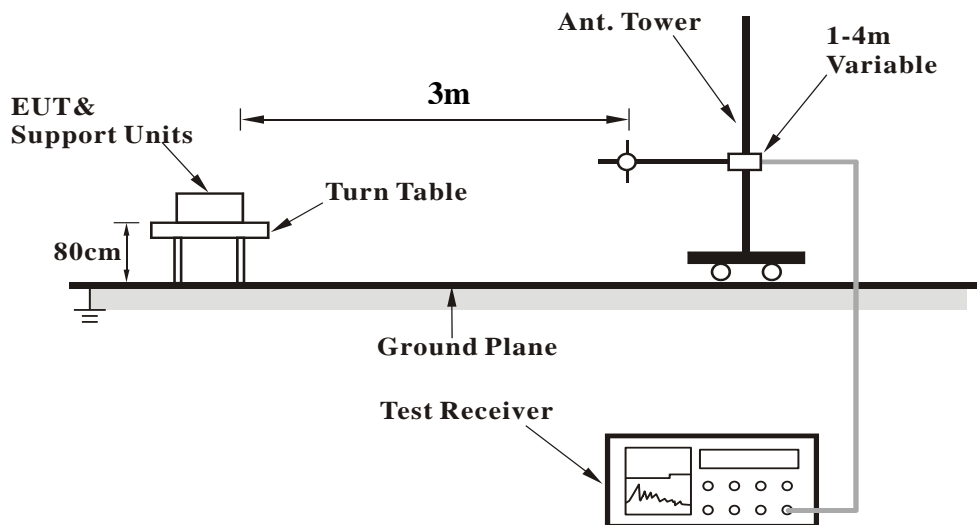 Ant. Tower
1-4m
Variable
3m
EUT&
Support Units
Turn Table
80cm
Ground Plane
Test Receiver